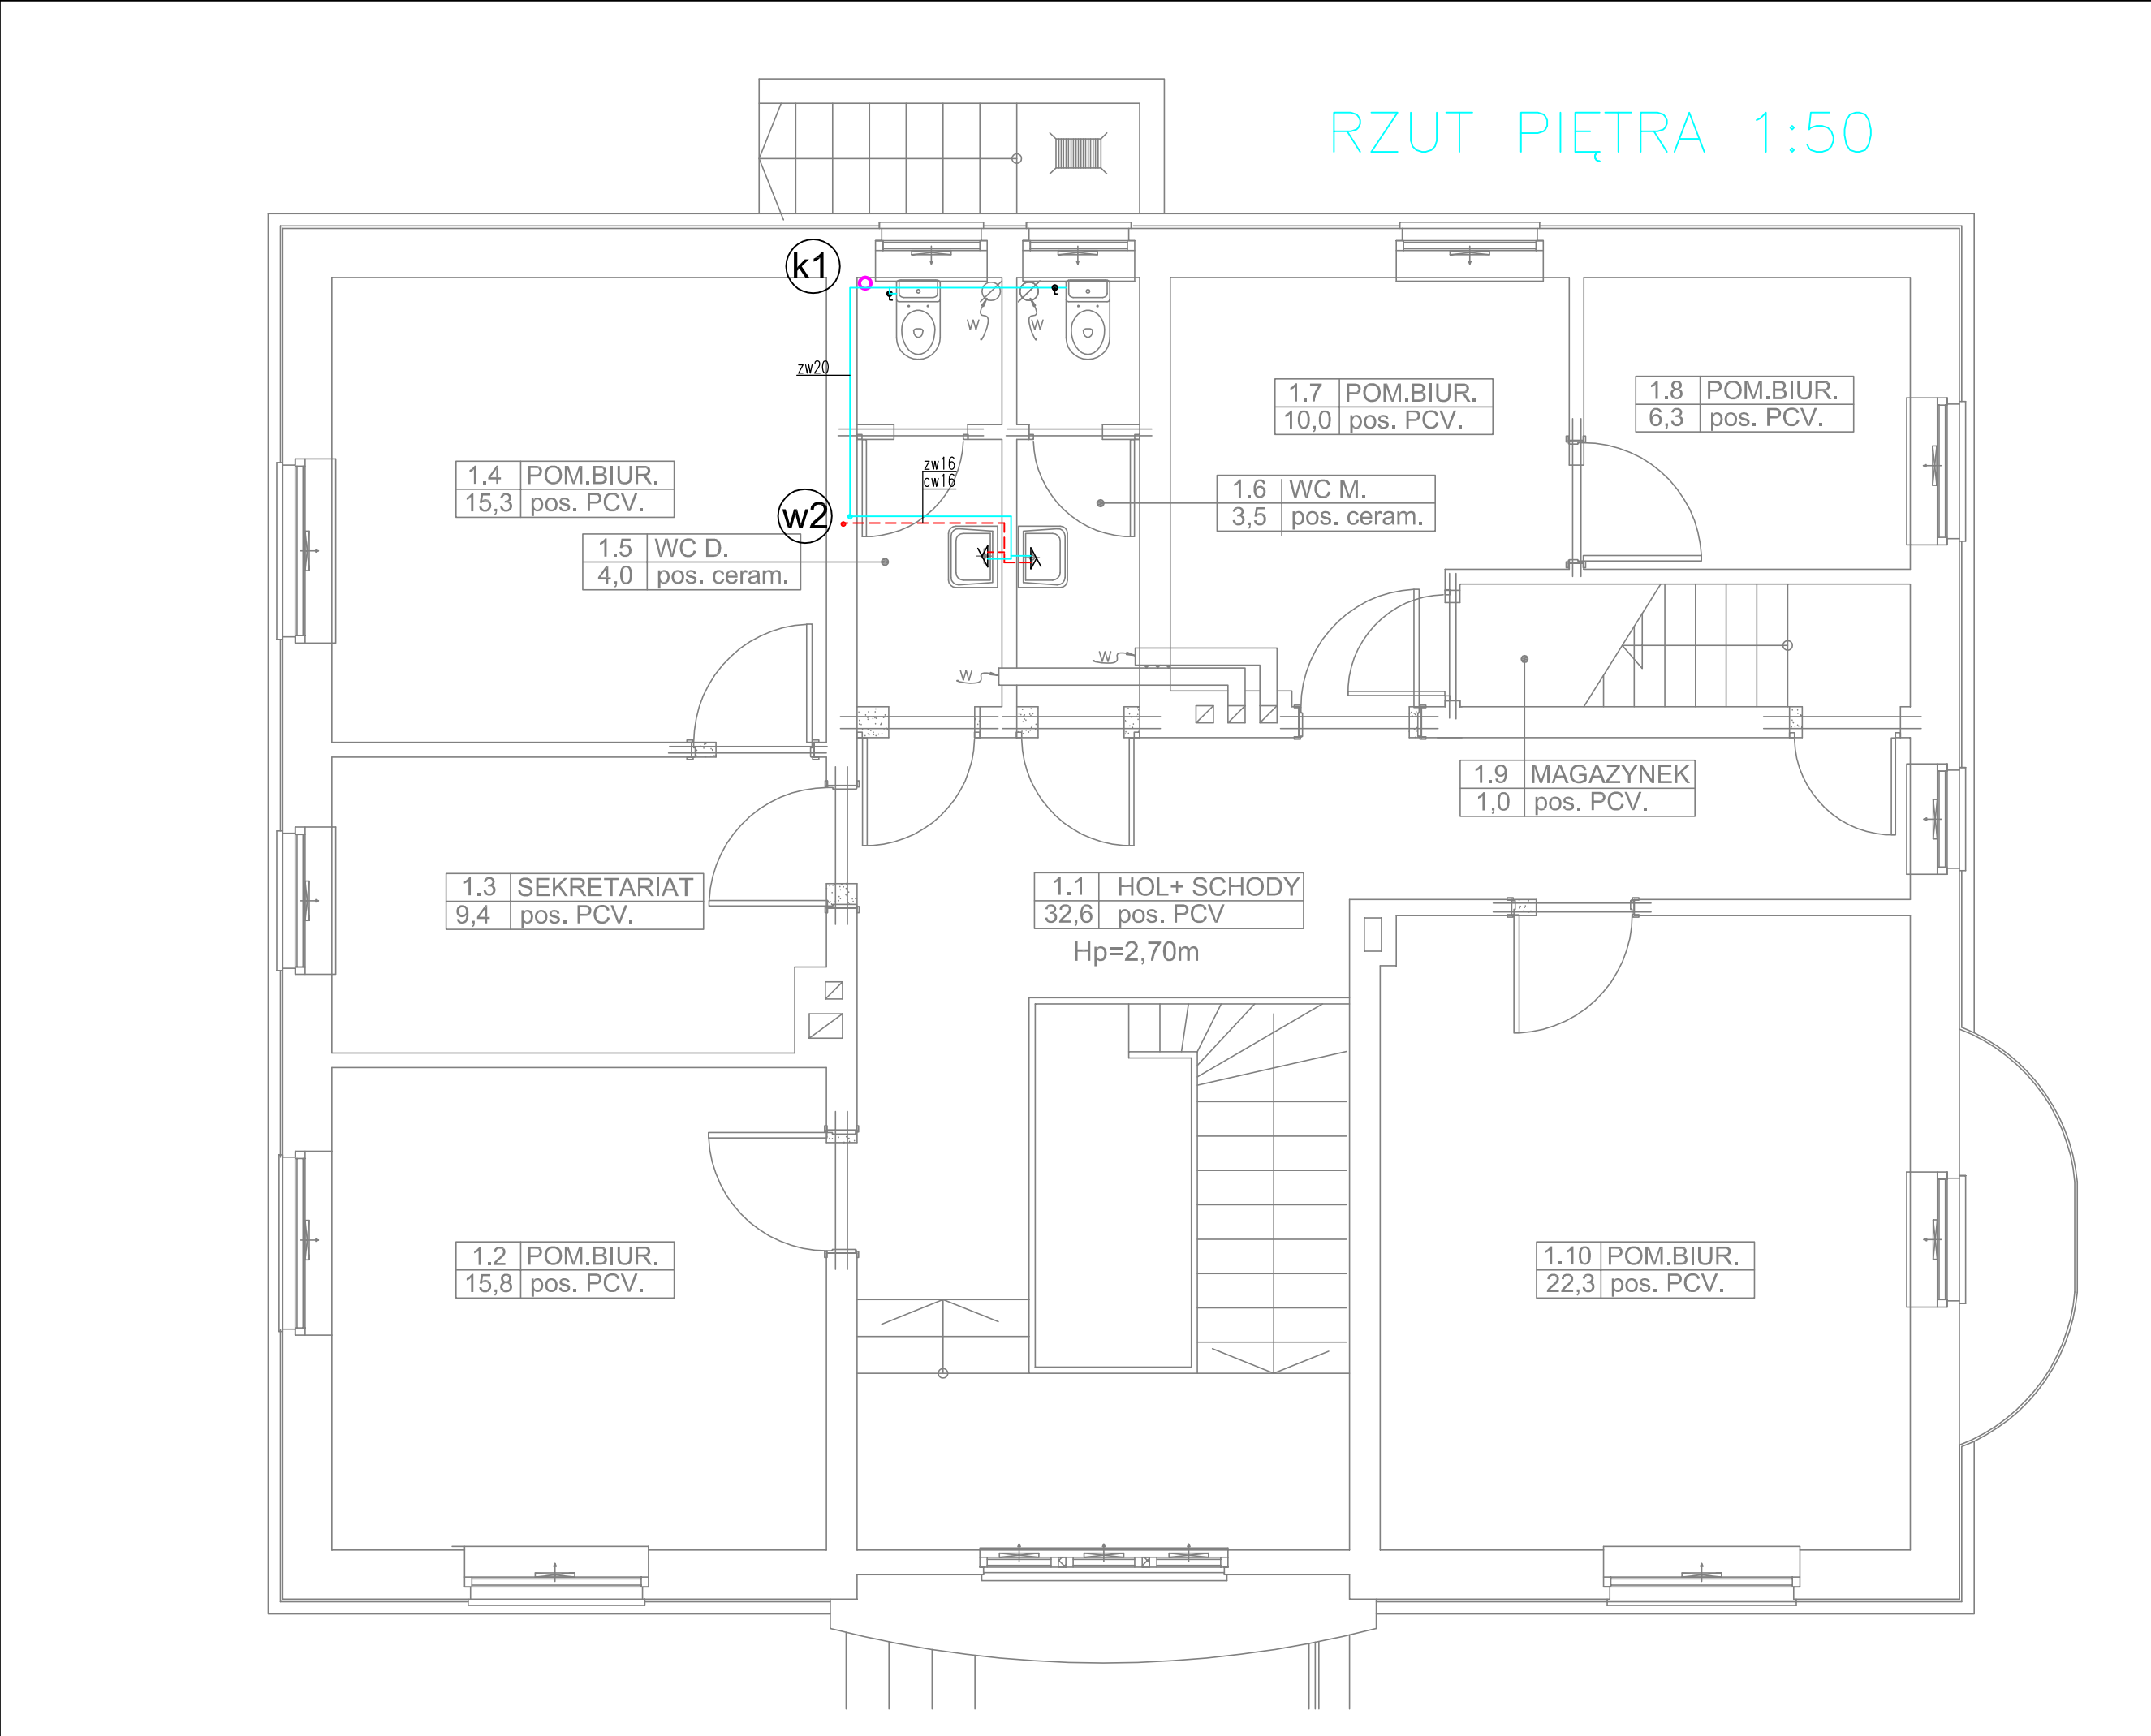 RZUT PIĘTRA 1:50
k1
W W
zw20
1.7 POM.BIUR.
10,0 pos. PCV.
1.8 POM.BIUR.
6,3 pos. PCV.
zw16
cw16
1.4 POM.BIUR.
15,3 pos. PCV.
1.6 WC M.
3,5 pos. ceram.
w2
1.5 WC D.
4,0 pos. ceram.
W
W
1.9 MAGAZYNEK
1,0 pos. PCV.
1.3 SEKRETARIAT
9,4 pos. PCV.
1.1 HOL+ SCHODY
32,6 pos. PCV
Hp=2,70m
1.2 POM.BIUR.
15,8 pos. PCV.
1.10 POM.BIUR.
22,3 pos. PCV.